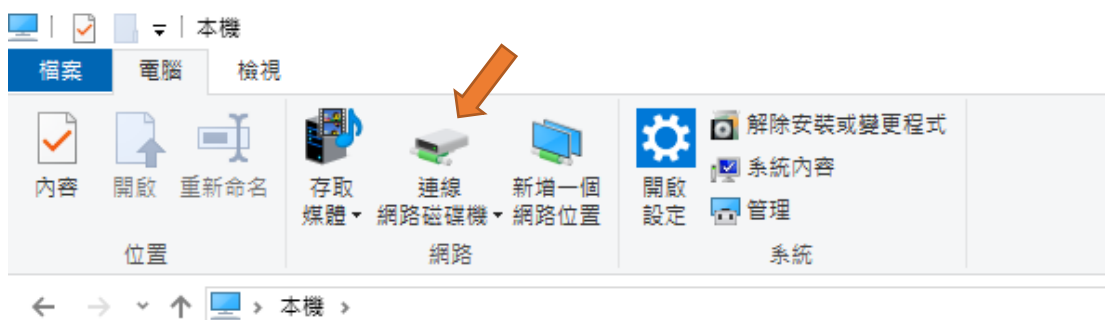 本機
檔案 電腦 檢視
內容 開啟 重新命名 存取媒體 連線網路磁碟機 新增一個網路位置 開啟設定 解除安裝或變更程式
系統內容
管理
位置 網路 系統
本機